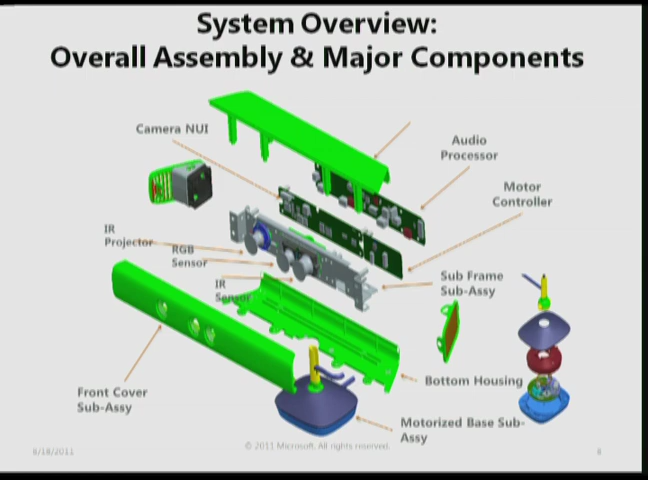 System Overview:
Overall Assembly & Major Components
Camera NUI
Audio
Processor
Motor
Controller
IR
Projector
RGB
Sensor
IR
Sensor
Sub Frame
Sub-Assy
Bottom Housing
Front Cover
Sub-Assy
Motorized Base Sub-
Assy
8/18/2011
© 2011 Microsoft. All rights reserved.
8